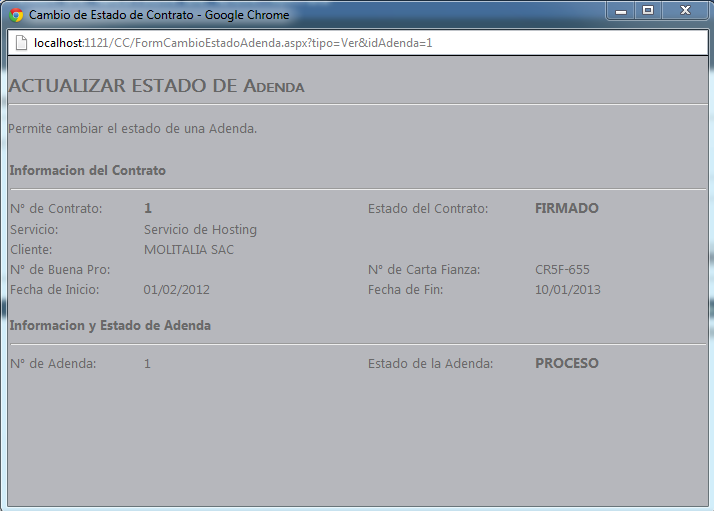 Cambio de Estado de Contrato - Google Chrome
localhost:1121/CC/FormCambioEstadoAdenda.aspx?tipo=Ver&idAdenda=1
ACTUALIZAR ESTADO DE ADENDA
Permite cambiar el estado de una Adenda.
Informacion del Contrato
N° de Contrato: 1 Estado del Contrato: FIRMADO
Servicio: Servicio de Hosting
Cliente: MOLITALIA SAC
N° de Buena Pro: N° de Carta Fianza: CR5F-655
Fecha de Inicio: 01/02/2012 Fecha de Fin: 10/01/2013
Informacion y Estado de Adenda
N° de Adenda: 1 Estado de la Adenda: PROCESO